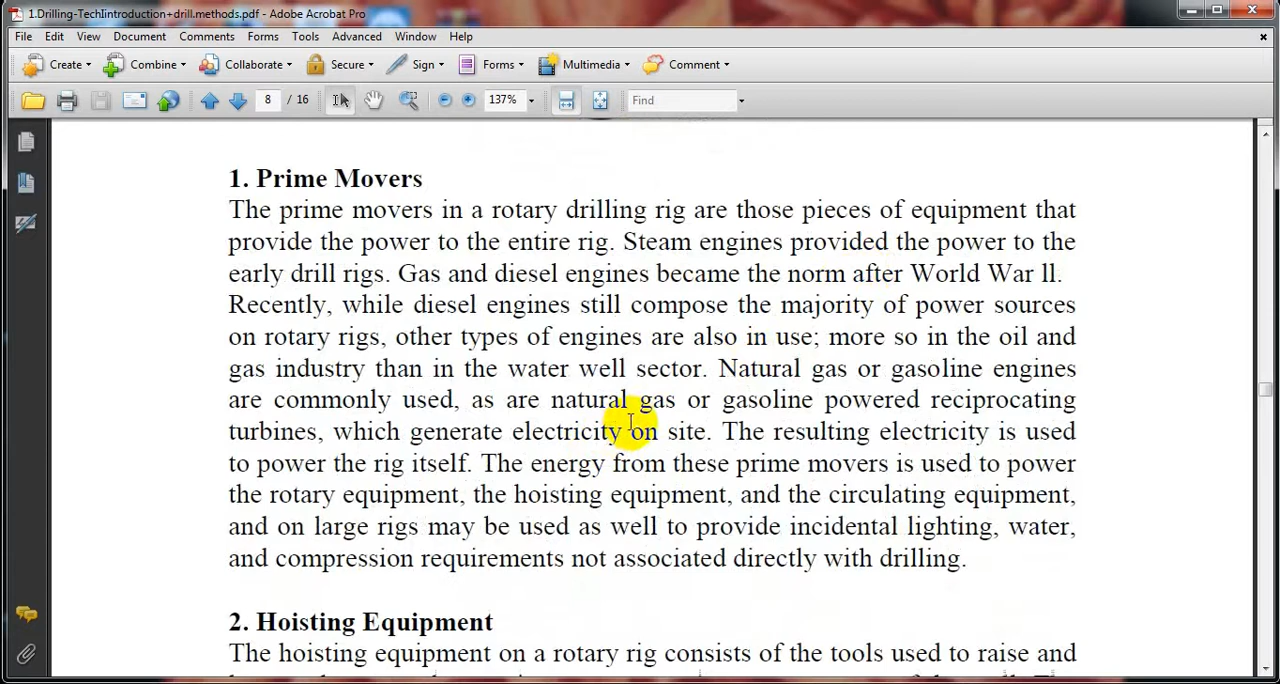 1.Drilling-TechIintroduction+drill.methods.pdf - Adobe Acrobat Pro
File Edit View Document Comments Forms Tools Advanced Window Help
Create Combine Collaborate Secure Sign Forms Multimedia Comment
8 / 16 137% Find
1. Prime Movers
The prime movers in a rotary drilling rig are those pieces of equipment that
provide the power to the entire rig. Steam engines provided the power to the
early drill rigs. Gas and diesel engines became the norm after World War ll.
Recently, while diesel engines still compose the majority of power sources
on rotary rigs, other types of engines are also in use; more so in the oil and
gas industry than in the water well sector. Natural gas or gasoline engines
are commonly used, as are natural gas or gasoline powered reciprocating
turbines, which generate electricity on site. The resulting electricity is used
to power the rig itself. The energy from these prime movers is used to power
the rotary equipment, the hoisting equipment, and the circulating equipment,
and on large rigs may be used as well to provide incidental lighting, water,
and compression requirements not associated directly with drilling.
2. Hoisting Equipment
The hoisting equipment on a rotary rig consists of the tools used to raise and